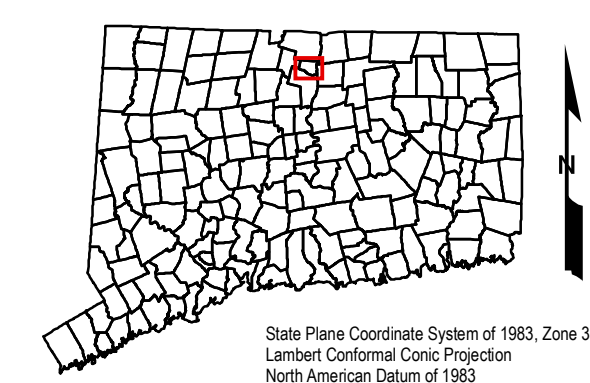 N
State Plane Coordinate System of 1983, Zone 3
Lambert Conformal Conic Projection
North American Datum of 1983